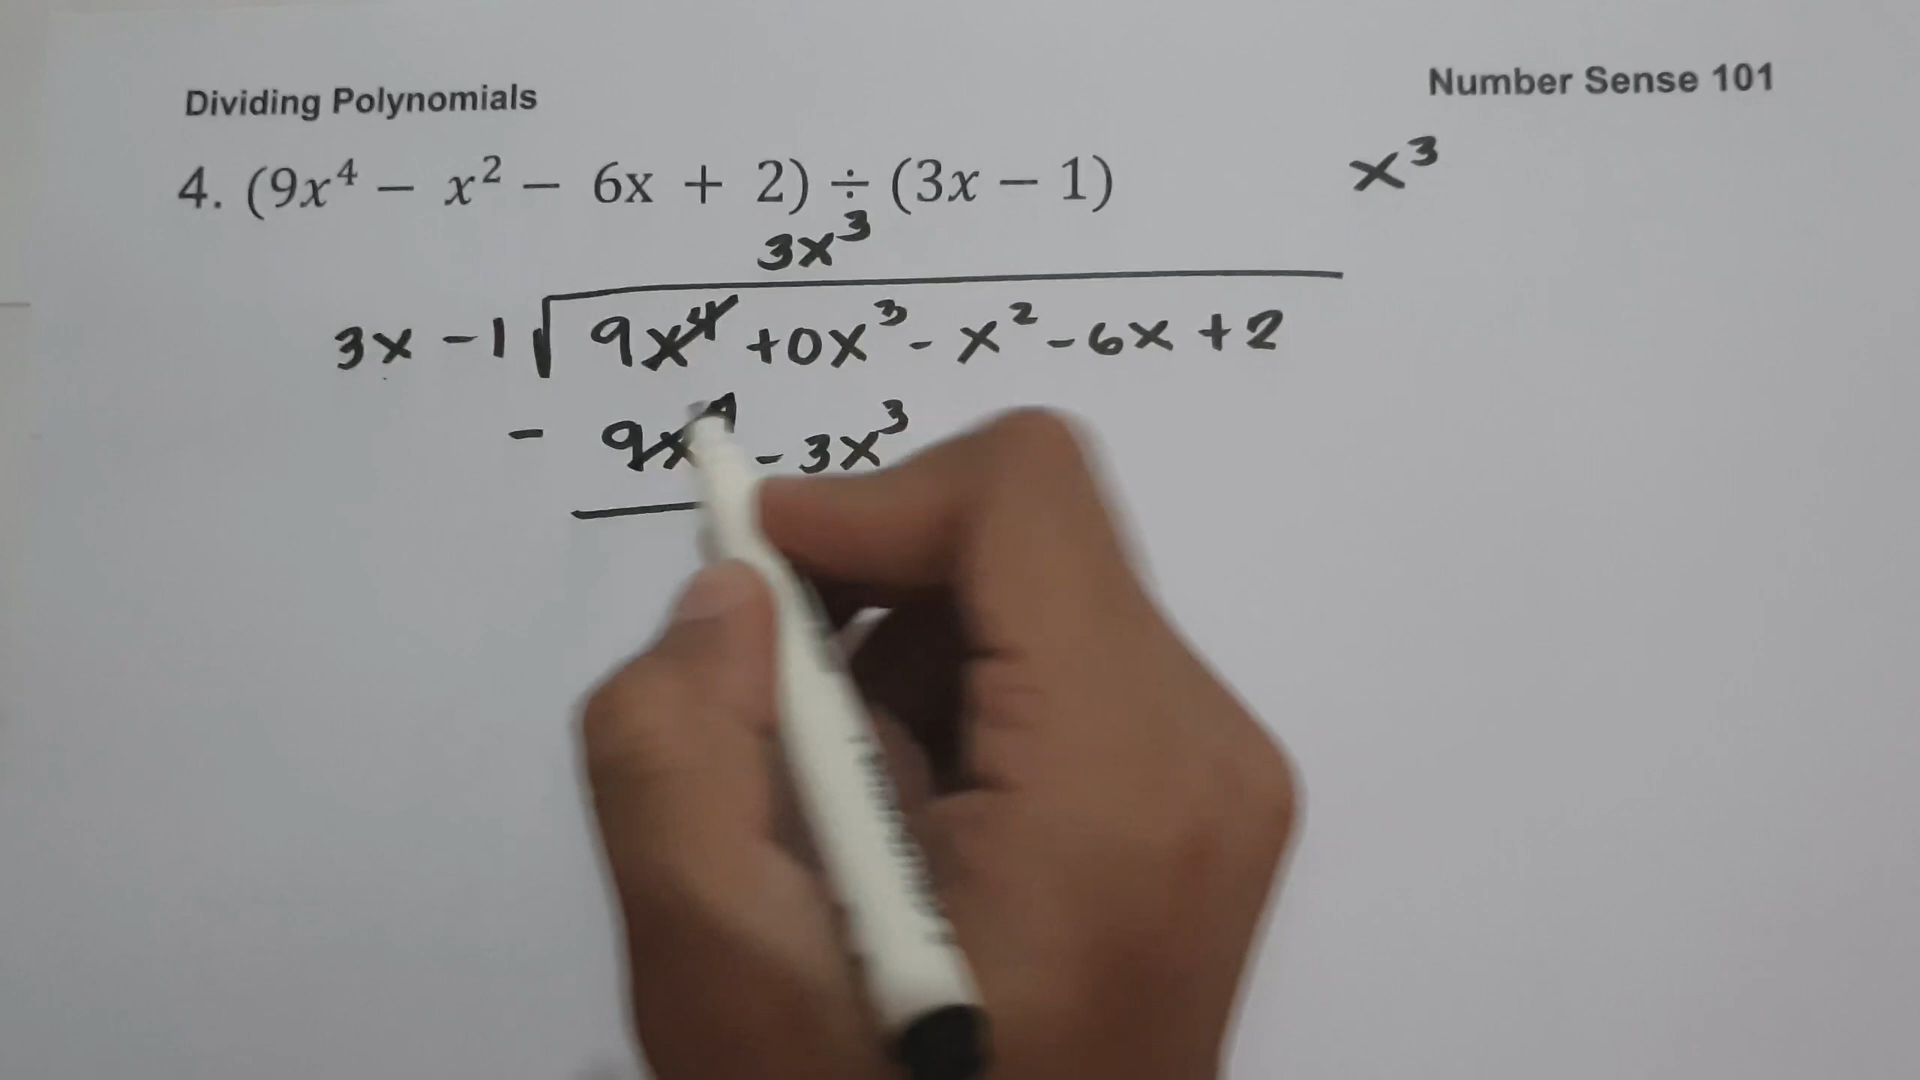 Dividing Polynomials
Number Sense 101
4. (9x⁴ − x² − 6x + 2) ÷ (3x − 1)
x³
3x³
3x - 1 √ 9x⁴ + 0x³ - x² - 6x + 2
- 9x⁴ - 3x³